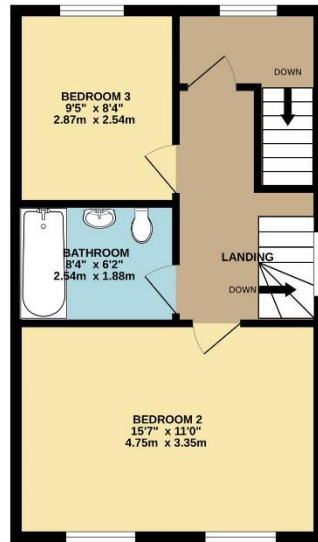 DOWN
BEDROOM 3
9'5" x 8'4"
2.87m x 2.54m
BATHROOM
8'4" x 6'2"
2.54m x 1.88m
LANDING
DOWN
BEDROOM 2
15'7" x 11'0"
4.75m x 3.35m